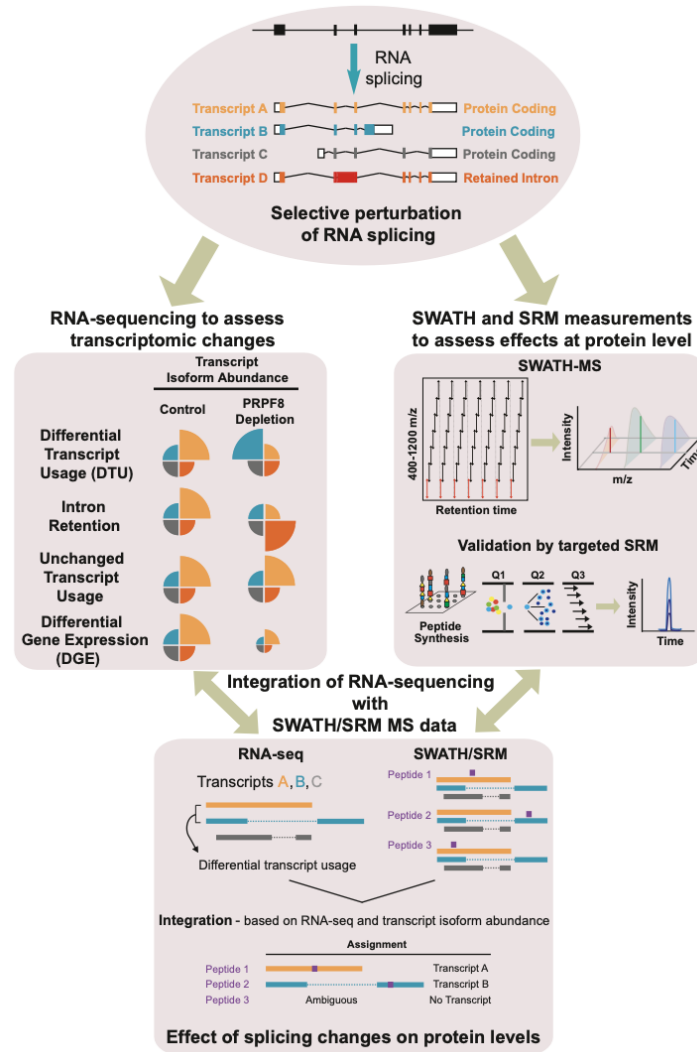 RNA
splicing
Transcript A Protein Coding
Transcript B Protein Coding
Transcript C Protein Coding
Transcript D Retained Intron
Selective perturbation
of RNA splicing
RNA-sequencing to assess
transcriptomic changes
Transcript
Isoform Abundance
Control
PRPF8
Depletion
Differential
Transcript
Usage (DTU)
Intron
Retention
Unchanged
Transcript
Usage
Differential
Gene Expression
(DGE)
SWATH and SRM measurements
to assess effects at protein level
SWATH-MS
400-1200 m/z
Retention time
Intensity
m/z
Time
Validation by targeted SRM
Peptide
Synthesis
Q1 Q2 Q3
Intensity
Time
Integration of RNA-sequencing
with
SWATH/SRM MS data
RNA-seq
Transcripts A, B, C
Differential transcript usage
SWATH/SRM
Peptide 1
Peptide 2
Peptide 3
Integration - based on RNA-seq and transcript isoform abundance
Assignment
Peptide 1 Transcript A
Peptide 2 Transcript B
Peptide 3 Ambiguous No Transcript
Effect of splicing changes on protein levels